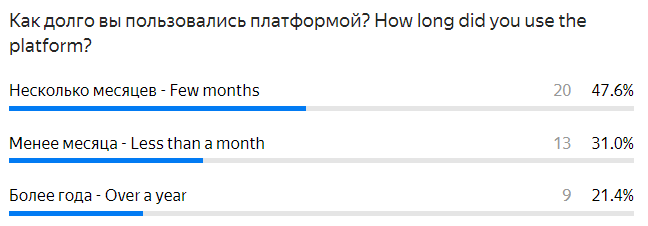 Как долго вы пользовались платформой? How long did you use the
platform?
Несколько месяцев - Few months 20 47.6%
Менее месяца - Less than a month 13 31.0%
Более года - Over a year 9 21.4%